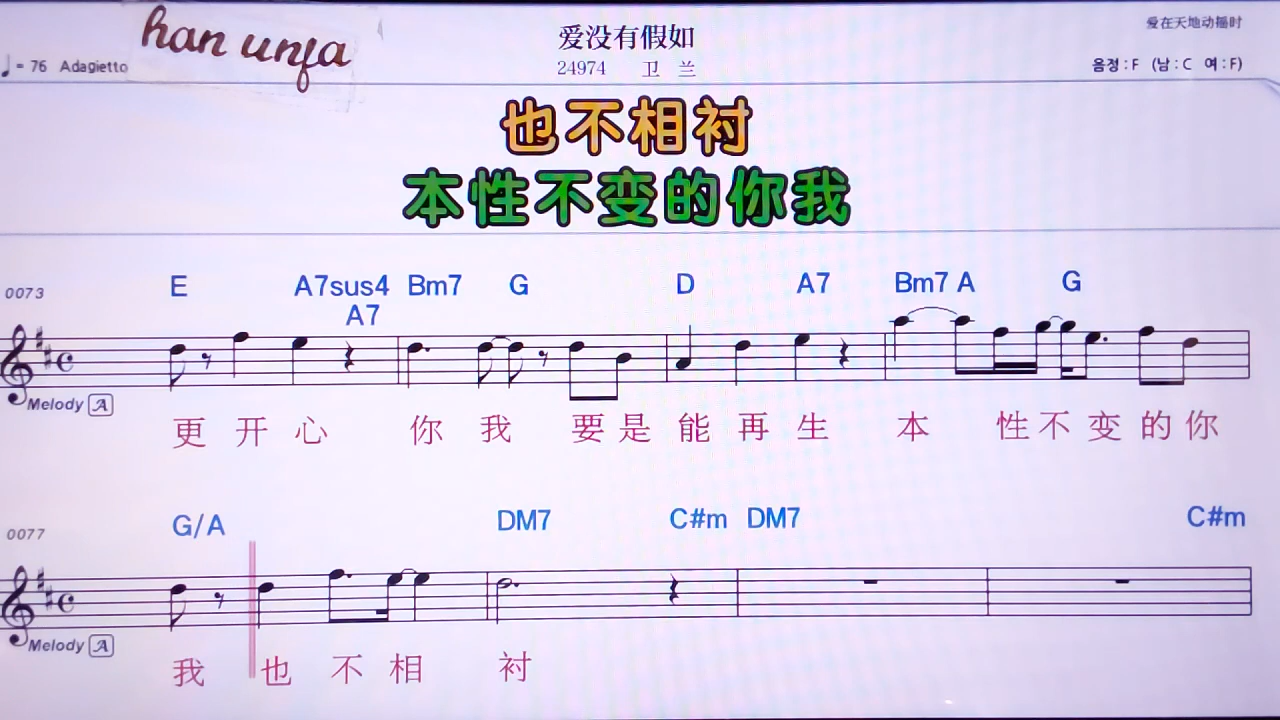 han unfa
爱没有假如
爱在天地动摇时
♩= 76 Adagietto
24974 卫 兰
음정 : F (남 : C 여 : F)
也不相衬
本性不变的你我
0073 E A7sus4 Bm7 G D A7 Bm7 A G
A7
Melody A
更 开 心 你 我 要 是 能 再 生 本 性 不 变 的 你
0077 G/A DM7 C#m DM7 C#m
Melody A
我 也 不 相 衬